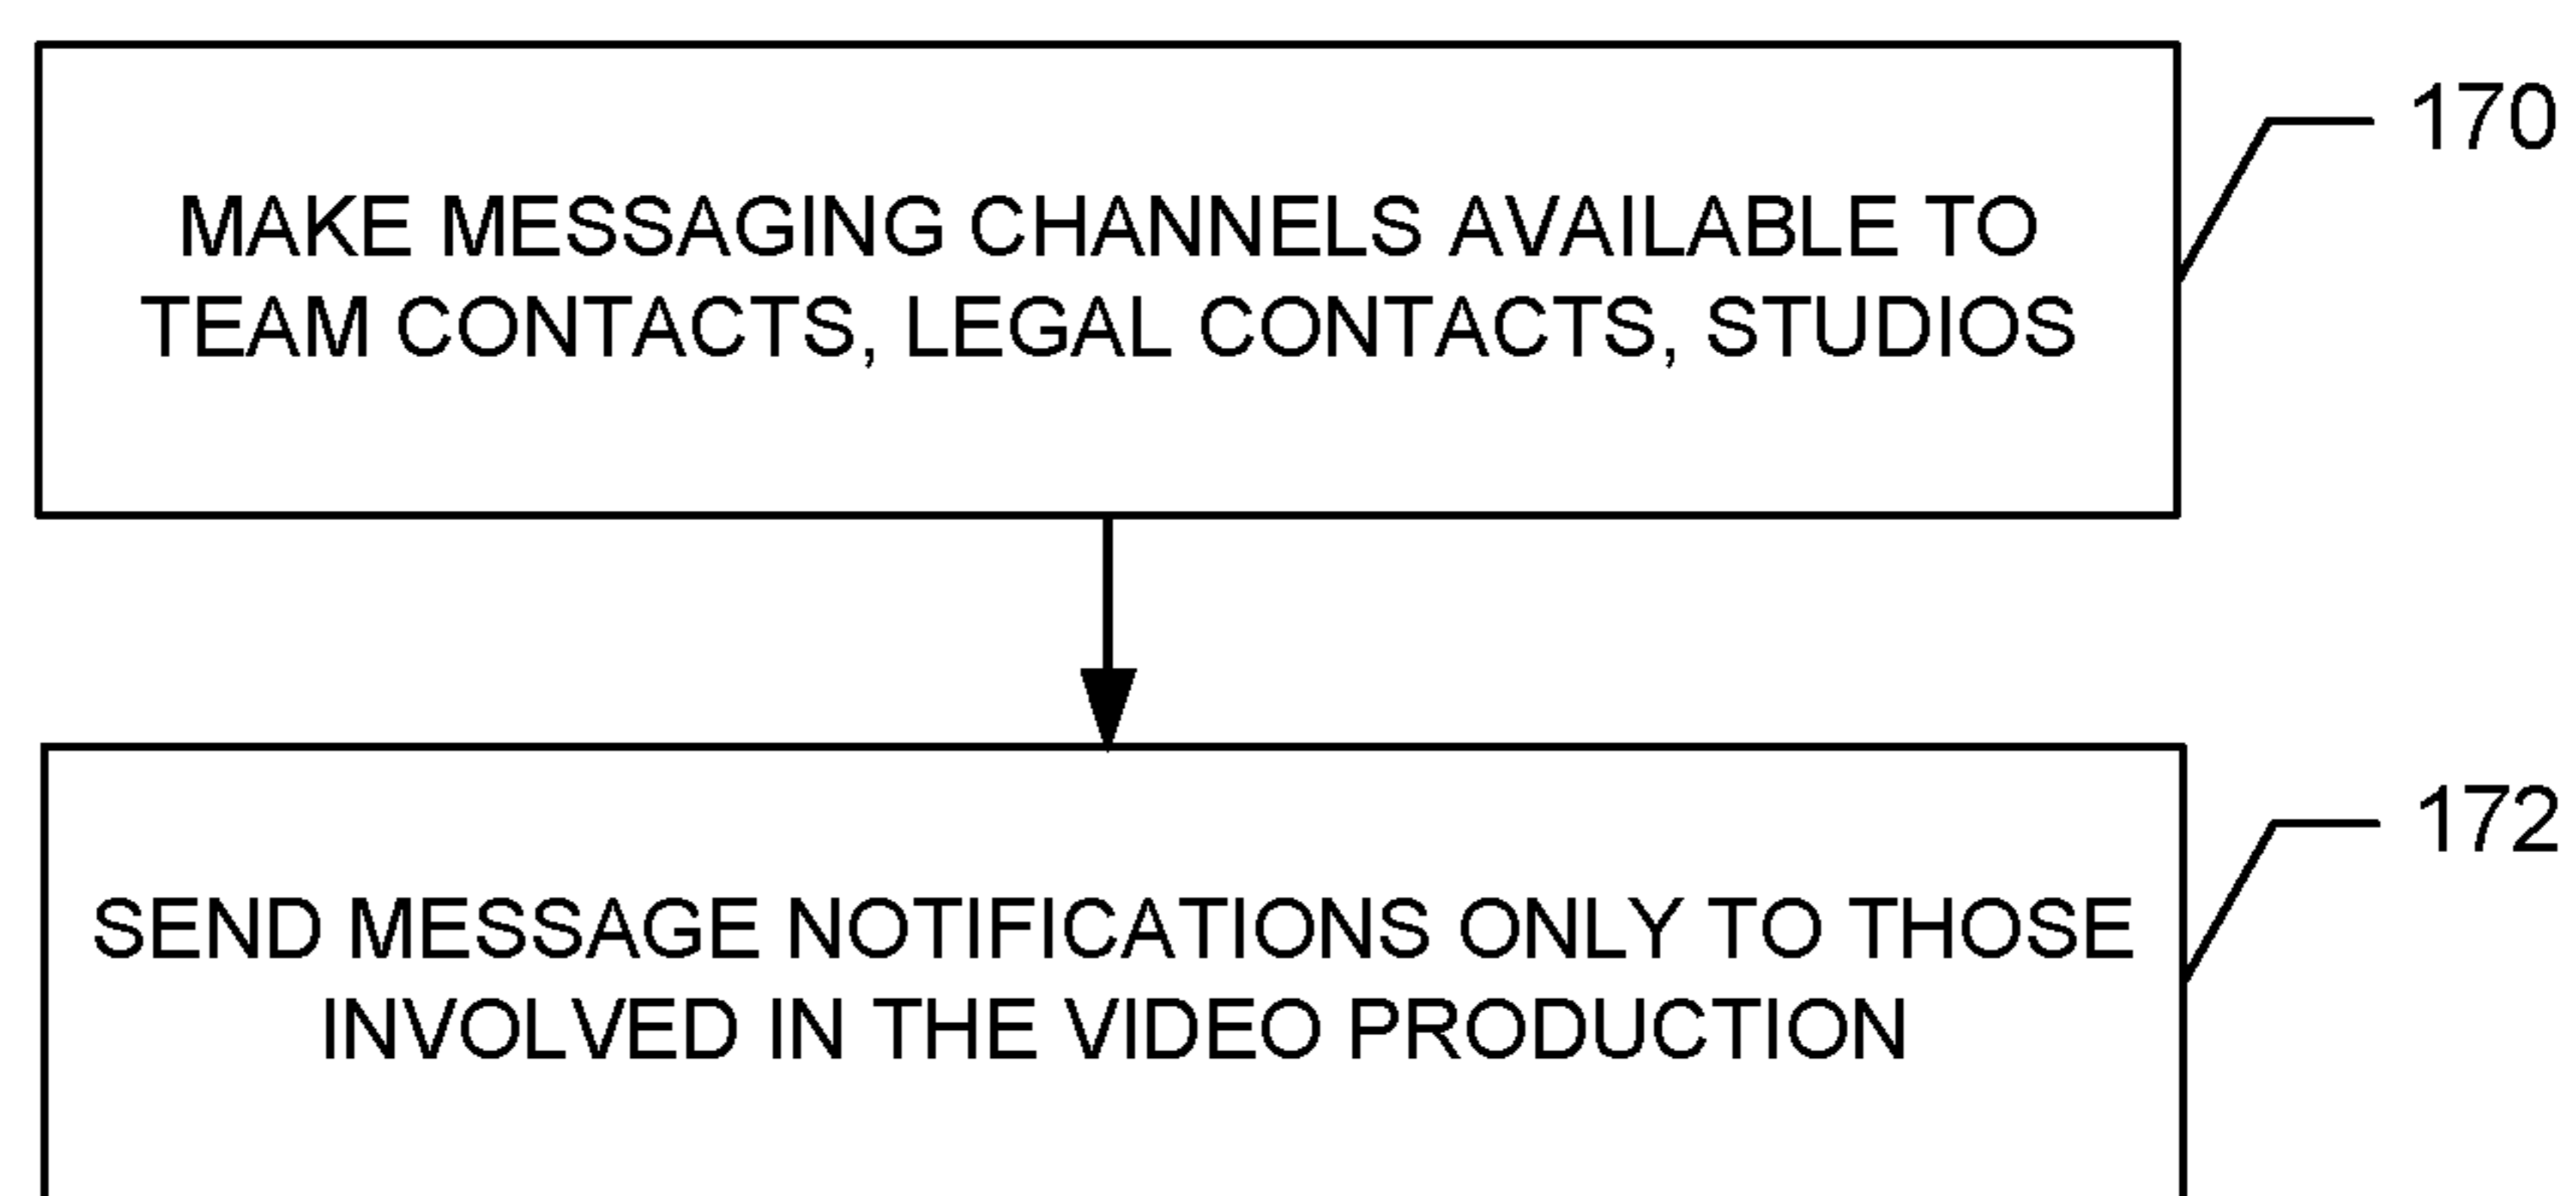 170
MAKE MESSAGING CHANNELS AVAILABLE TO
TEAM CONTACTS, LEGAL CONTACTS, STUDIOS
172
SEND MESSAGE NOTIFICATIONS ONLY TO THOSE
INVOLVED IN THE VIDEO PRODUCTION